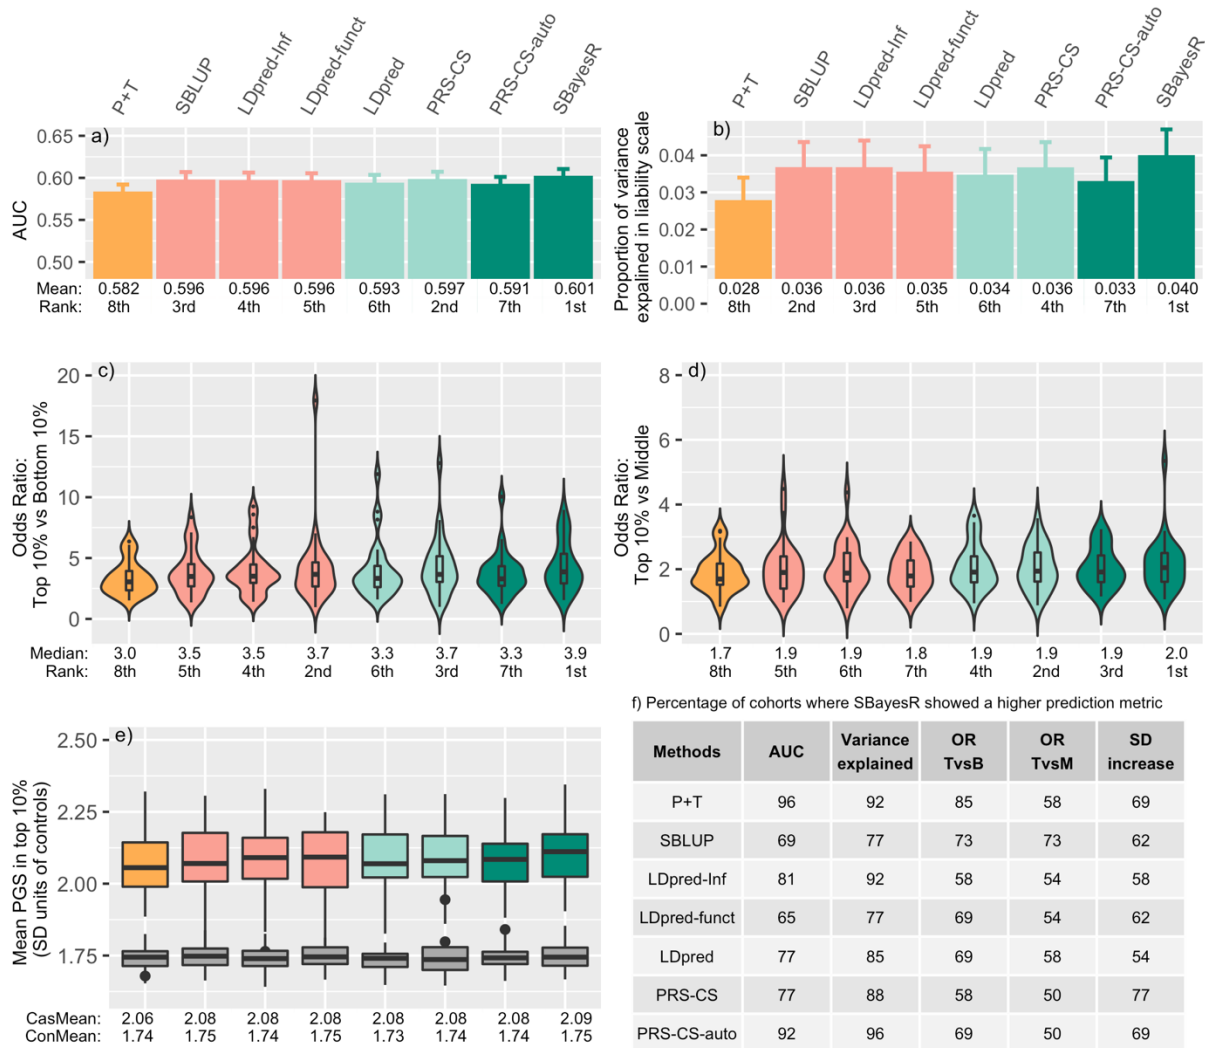 P+T SBLUP LDpred-Inf LDpred-funct LDpred PRS-CS PRS-CS-auto SBayesR
a)
AUC
0.65
0.60
0.55
0.50
Mean: 0.582 0.596 0.596 0.596 0.593 0.597 0.591 0.601
Rank: 8th 3rd 4th 5th 6th 2nd 7th 1st
P+T SBLUP LDpred-Inf LDpred-funct LDpred PRS-CS PRS-CS-auto SBayesR
b)
Proportion of variance
expalined in liability scale
0.04
0.03
0.02
0.01
0.00
0.028 0.036 0.036 0.035 0.034 0.036 0.033 0.040
8th 2nd 3rd 5th 6th 4th 7th 1st
c)
Odds Ratio:
Top 10% vs Bottom 10%
20
15
10
5
0
Median: 3.0 3.5 3.5 3.7 3.3 3.7 3.3 3.9
Rank: 8th 5th 4th 2nd 6th 3rd 7th 1st
d)
Odds Ratio:
Top 10% vs Middle
8
6
4
2
0
1.7 1.9 1.9 1.8 1.9 1.9 1.9 2.0
8th 5th 6th 7th 4th 2nd 3rd 1st
e)
Mean PGS in top 10%
(SD units of controls)
2.50
2.25
2.00
1.75
CasMean: 2.06 2.08 2.08 2.08 2.08 2.08 2.08 2.09
ConMean: 1.74 1.75 1.74 1.75 1.73 1.74 1.74 1.75
f) Percentage of cohorts where SBayesR showed a higher prediction metric
Methods AUC Variance explained OR TvsB OR TvsM SD increase
P+T 96 92 85 58 69
SBLUP 69 77 73 73 62
LDpred-Inf 81 92 58 54 58
LDpred-funct 65 77 69 54 62
LDpred 77 85 69 58 54
PRS-CS 77 88 58 50 77
PRS-CS-auto 92 96 69 50 69